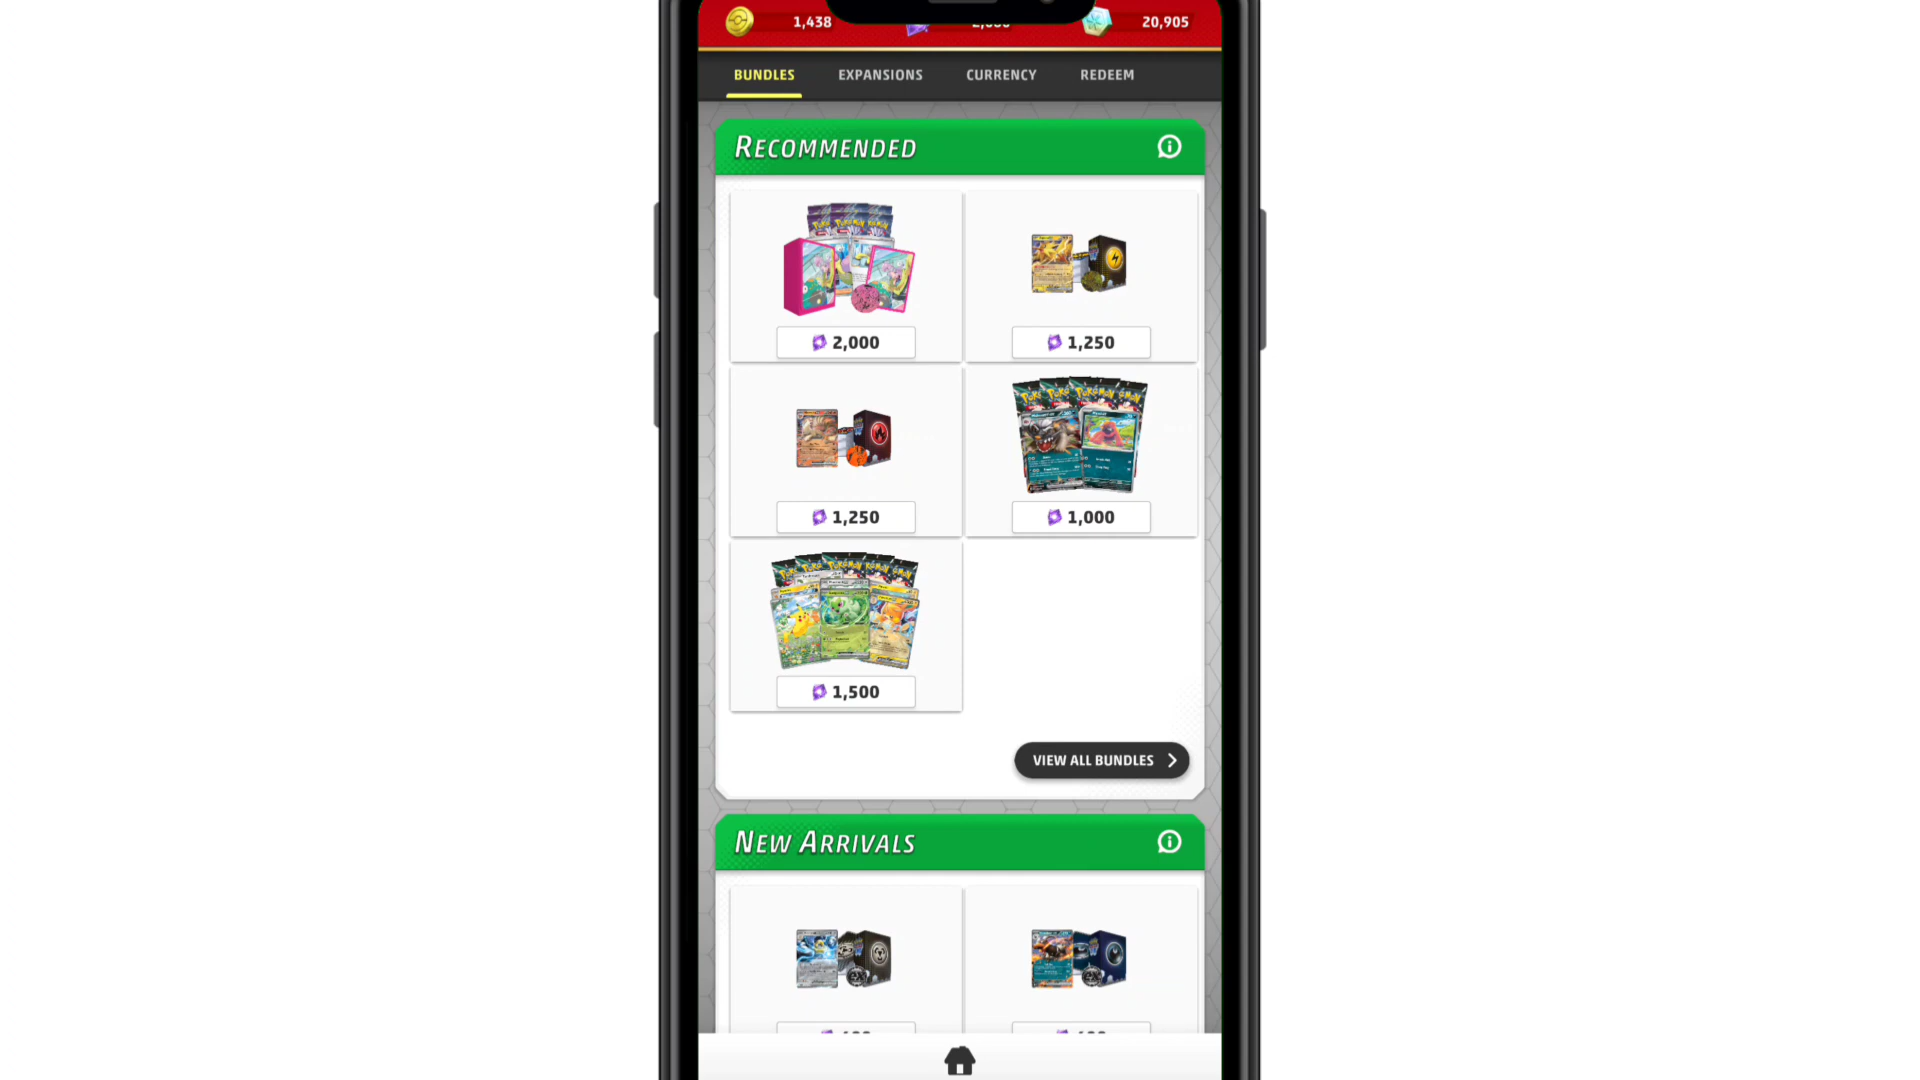 1,438
20,905
BUNDLES EXPANSIONS CURRENCY REDEEM
RECOMMENDED
2,000 1,250
1,250 1,000
1,500
VIEW ALL BUNDLES
NEW ARRIVALS